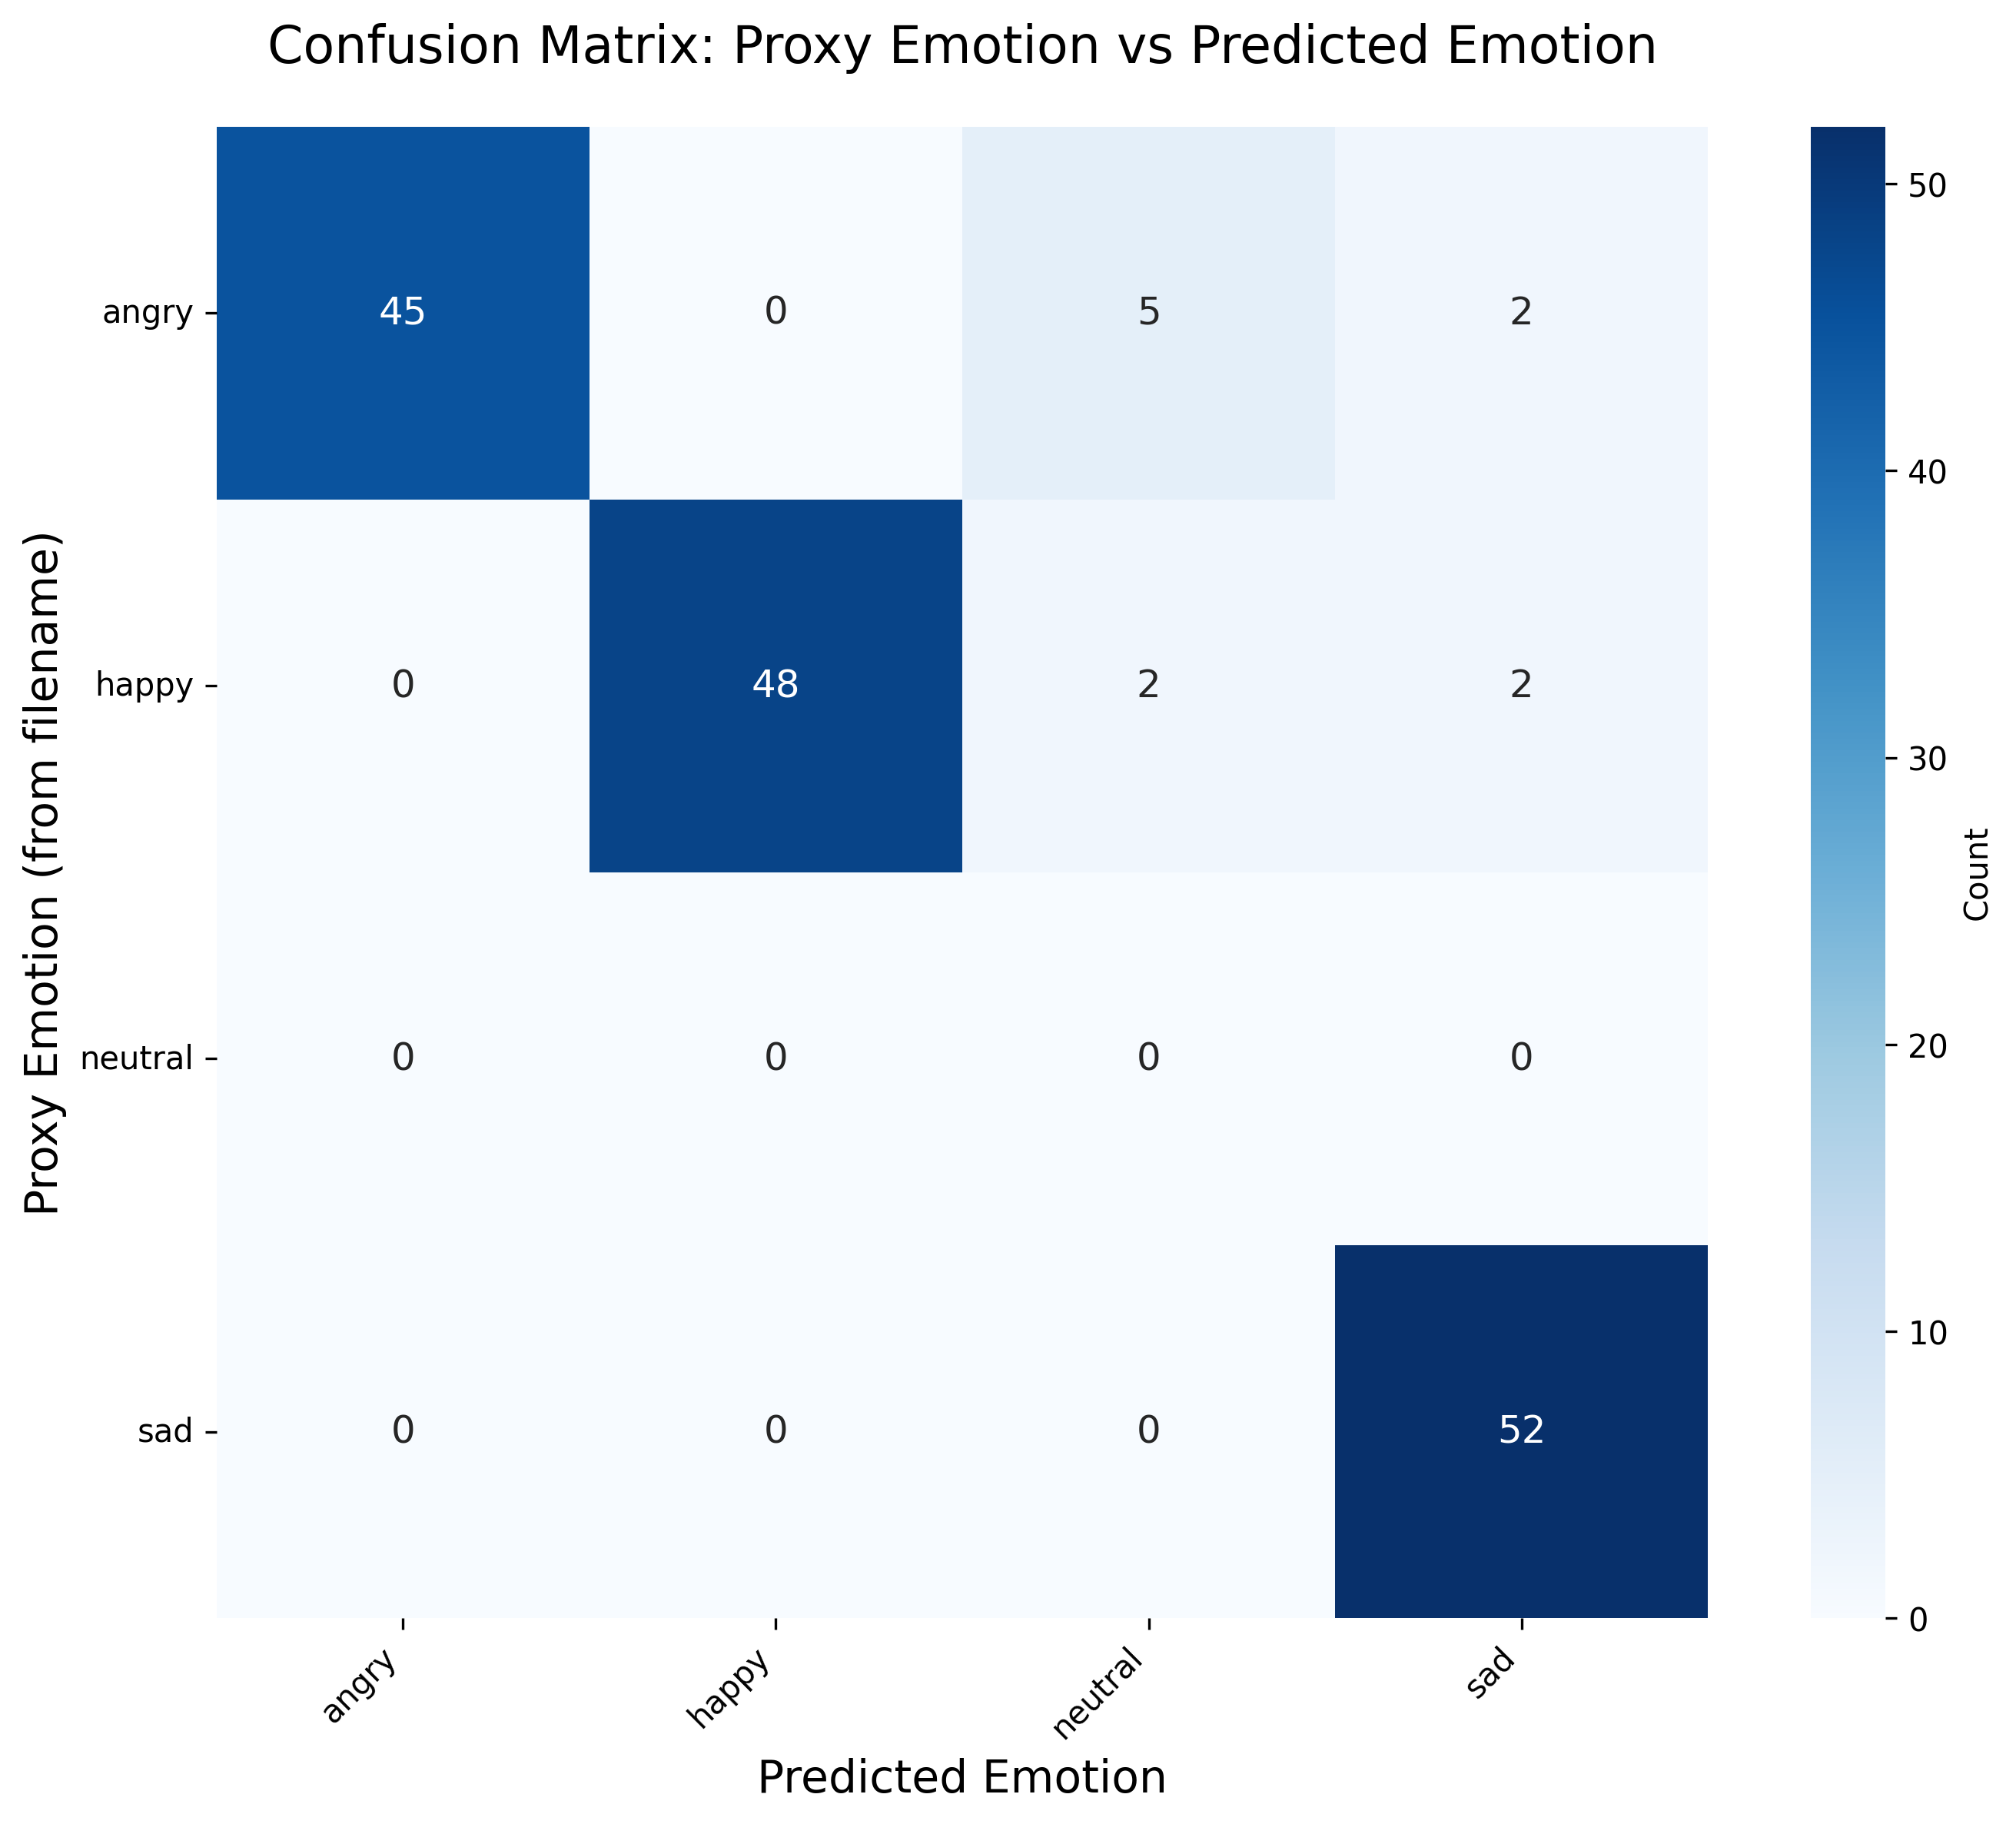 Confusion Matrix: Proxy Emotion vs Predicted Emotion
Proxy Emotion (from filename)
angry 45 0 5 2
happy 0 48 2 2
neutral 0 0 0 0
sad 0 0 0 52
angry happy neutral sad
Predicted Emotion
50
40
30
20
10
0
Count